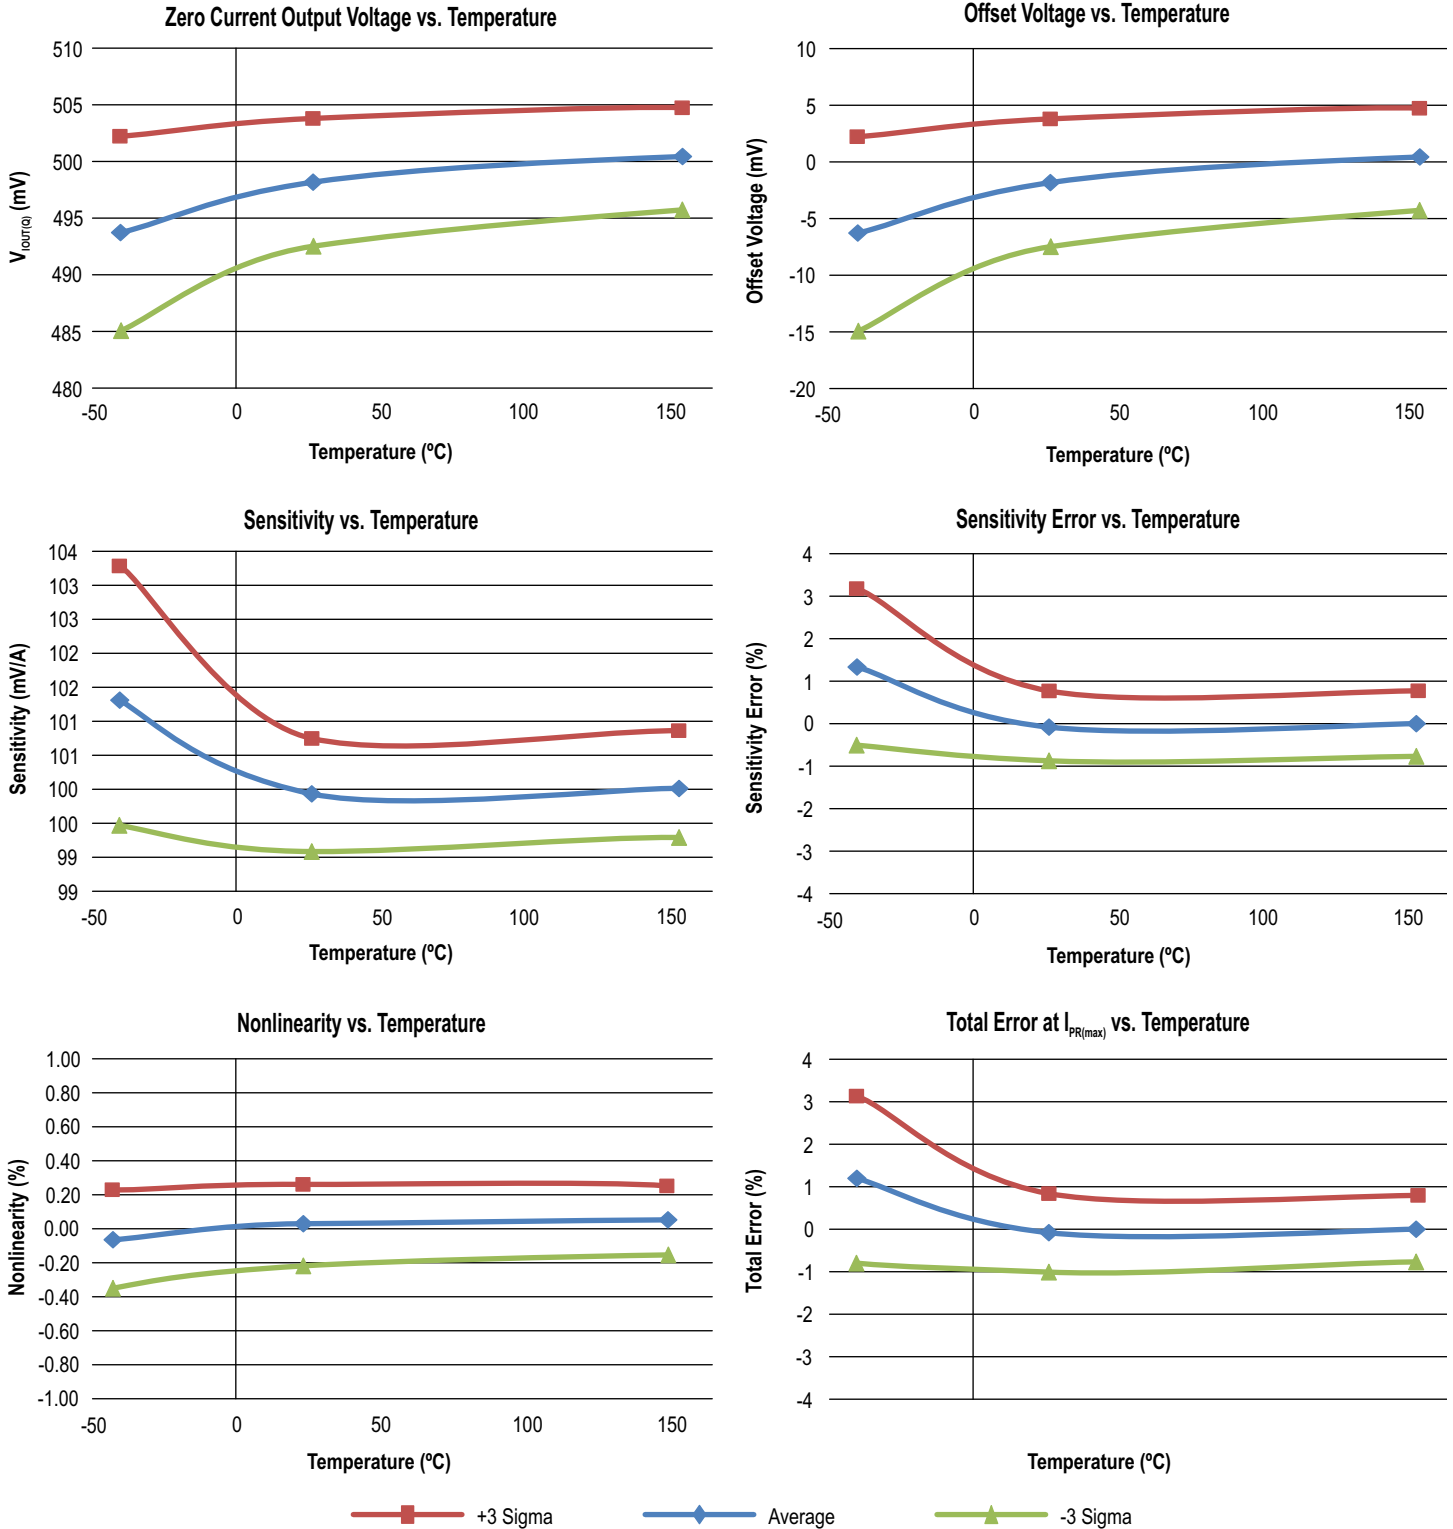 Zero Current Output Voltage vs. Temperature
510
505
500
495
490
485
480
VIOUT(Q) (mV)
-50 0 50 100 150
Temperature (ºC)
Offset Voltage vs. Temperature
10
5
0
-5
-10
-15
-20
Offset Voltage (mV)
-50 0 50 100 150
Temperature (ºC)
Sensitivity vs. Temperature
104
103
103
102
102
101
101
100
100
99
99
Sensitivity (mV/A)
-50 0 50 100 150
Temperature (ºC)
Sensitivity Error vs. Temperature
4
3
2
1
0
-1
-2
-3
-4
Sensitivity Error (%)
-50 0 50 100 150
Temperature (ºC)
Nonlinearity vs. Temperature
1.00
0.80
0.60
0.40
0.20
0.00
-0.20
-0.40
-0.60
-0.80
-1.00
Nonlinearity (%)
-50 0 50 100 150
Temperature (ºC)
Total Error at IPR(max) vs. Temperature
4
3
2
1
0
-1
-2
-3
-4
Total Error (%)
Temperature (ºC)
+3 Sigma Average -3 Sigma